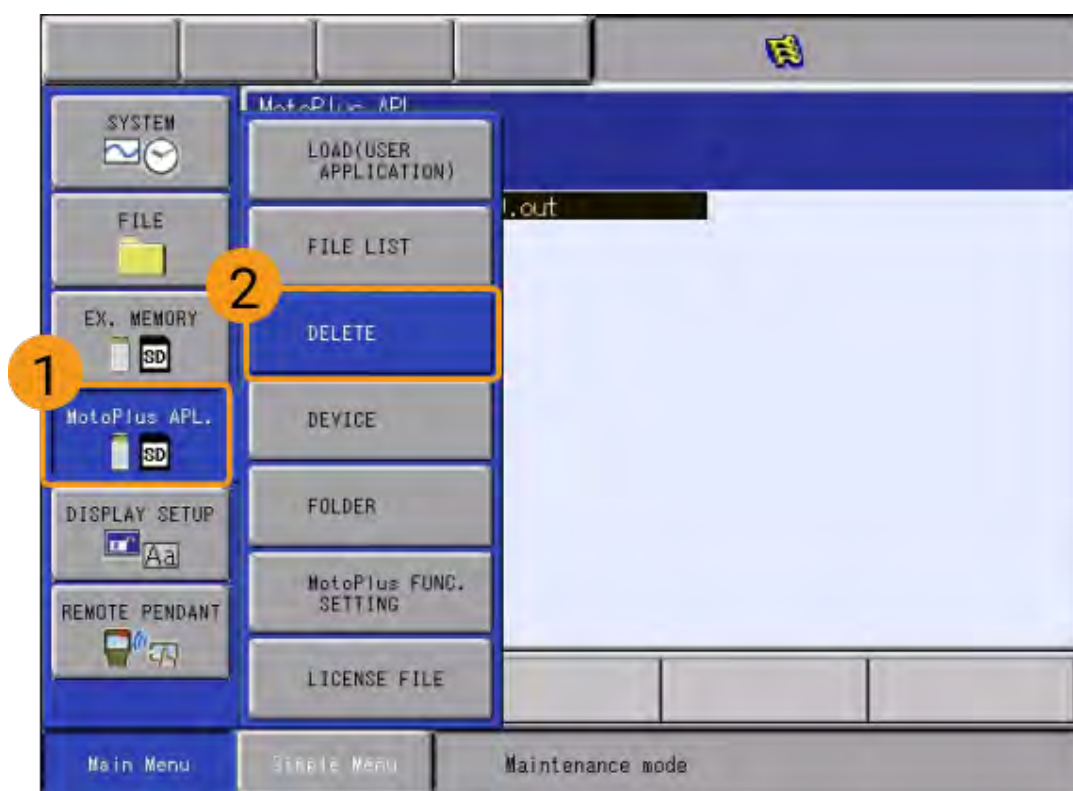 SYSTEM
FILE
EX. MEMORY
SD
1
MotoPlus APL.
SD
DISPLAY SETUP
Aa
REMOTE PENDANT
MotoPlus APL
LOAD(USER
APPLICATION)
FILE LIST
2
DELETE
DEVICE
FOLDER
MotoPlus FUNC.
SETTING
LICENSE FILE
.out
Main Menu
Simple Menu
Maintenance mode